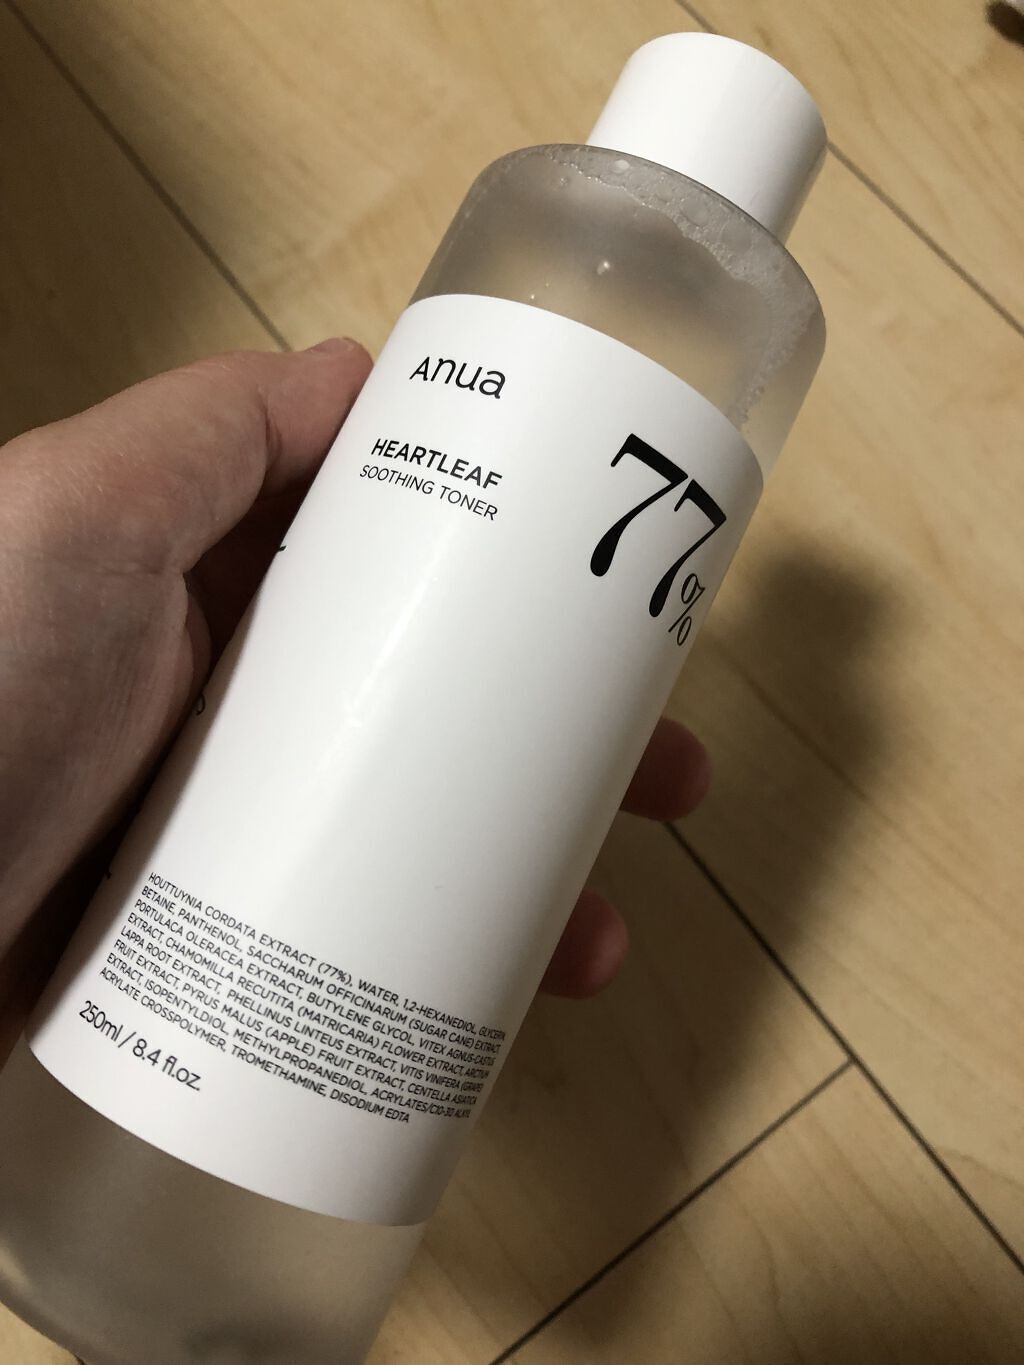 Anua
HEARTLEAF
SOOTHING TONER
77%
HOUTTUYNIA CORDATA EXTRACT (77%), WATER, 1,2-HEXANEDIOL, GLYCERIN,
BETAINE, PANTHENOL, SACCHARUM OFFICINARUM (SUGAR CANE) EXTRACT,
PORTULACA OLERACEA EXTRACT, BUTYLENE GLYCOL, VITEX AGNUS-CASTUS
EXTRACT, CHAMOMILLA RECUTITA (MATRICARIA) FLOWER EXTRACT, ARCTIUM
LAPPA ROOT EXTRACT, PHELLINUS LINTEUS EXTRACT, VITIS VINIFERA (GRAPE)
FRUIT EXTRACT, PYRUS MALUS (APPLE) FRUIT EXTRACT, CENTELLA ASIATICA
EXTRACT, ISOPENTYLDIOL, METHYLPROPANEDIOL, ACRYLATES/C10-30 ALKYL
ACRYLATE CROSSPOLYMER, TROMETHAMINE, DISODIUM EDTA
250ml / 8.4 fl.oz.